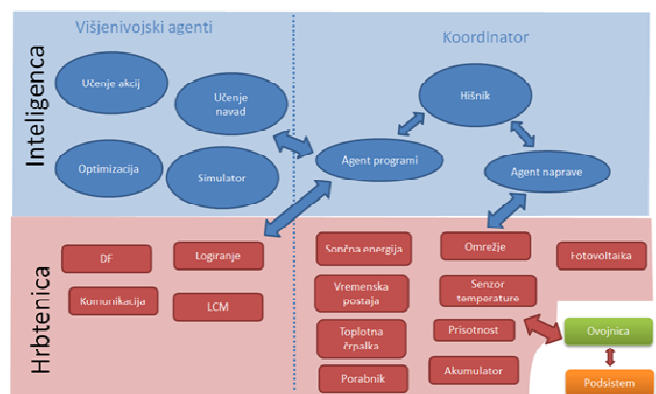 Višjenivojski agenti
Koordinator
Inteligenca
Učenje akcij
Učenje
navad
Hišnik
Optimizacija
Simulator
Agent programi
Agent naprave
Hrbtenica
DF
Logiranje
Komunikacija
LCM
Sončna energija
Omrežje
Fotovoltaika
Vremenska
postaja
Senzor
temperature
Toplotna
črpalka
Prisotnost
Porabnik
Akumulator
Ovojnica
Podsistem